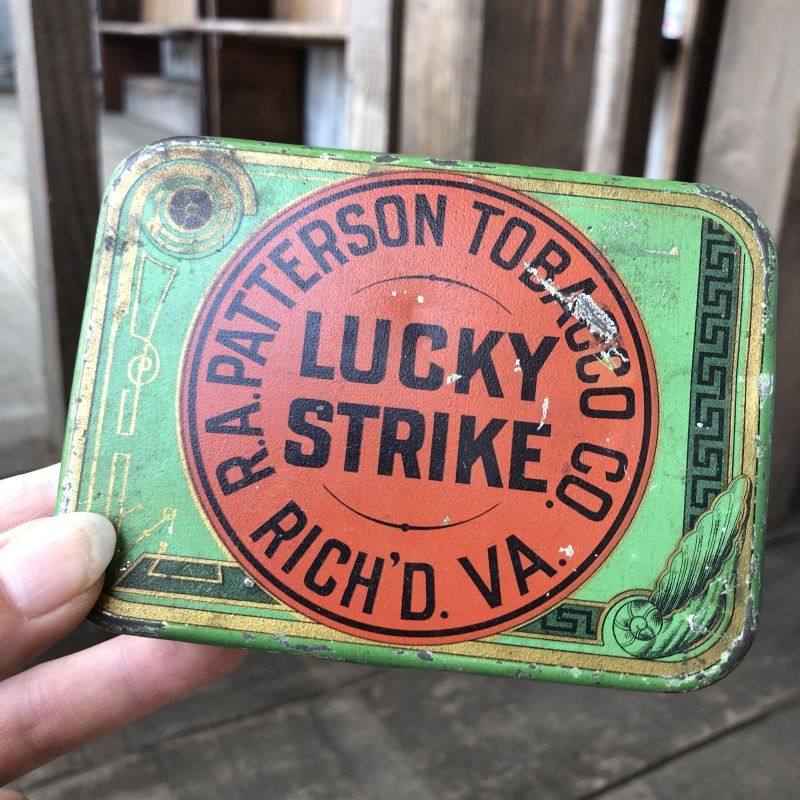 R.A. PATTERSON TOBACCO CO.
LUCKY
STRIKE
RICH'D. VA.